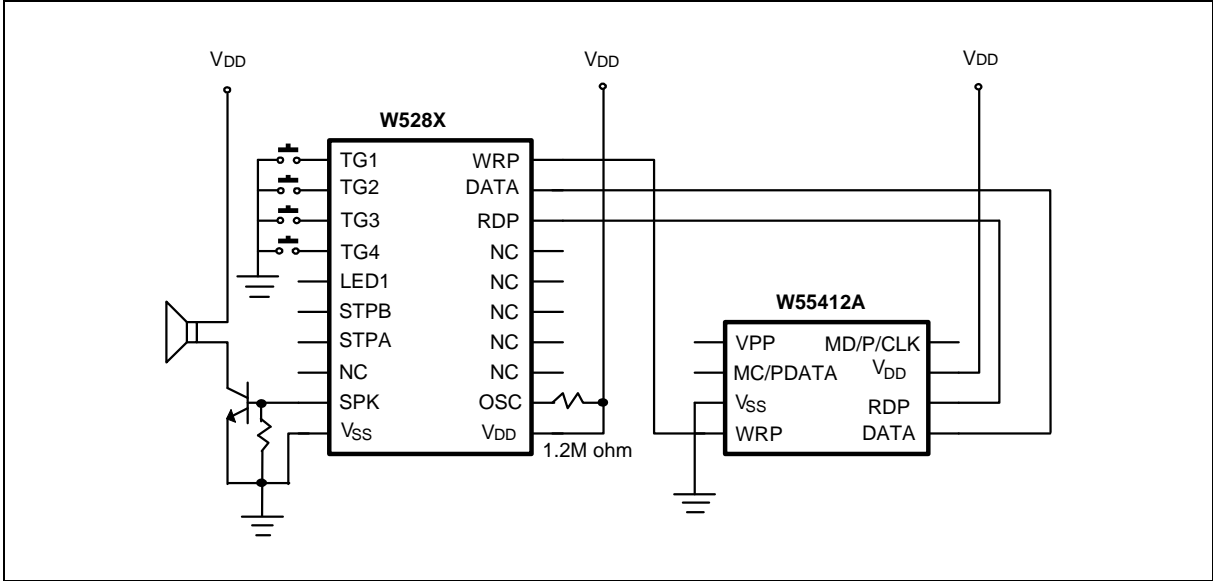 VDD
VDD
VDD
W528X
TG1
TG2
TG3
TG4
LED1
STPB
STPA
NC
SPK
VSS
WRP
DATA
RDP
NC
NC
NC
NC
NC
OSC
VDD
1.2M ohm
W55412A
VPP
MC/PDATA
VSS
WRP
MD/P/CLK
VDD
RDP
DATA